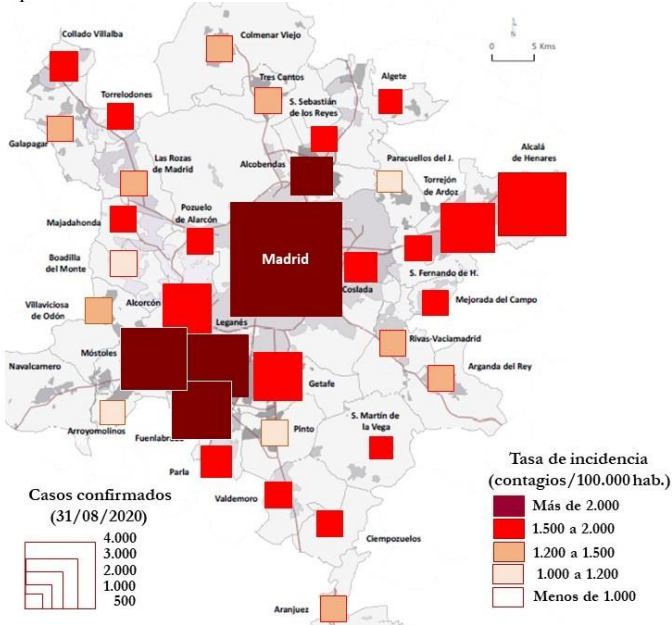 Collado Villalba
Colmenar Viejo
0 5 Kms
Tres Cantos
Algete
Torrelodones
S. Sebastián
de los Reyes
Galapagar
Las Rozas
de Madrid
Alcobendas
Paracuellos del J.
Alcalá
de Henares
Torrejón
de Ardoz
Majadahonda
Pozuelo
de Alarcón
Boadilla
del Monte
Madrid
S. Fernando de H.
Coslada
Villaviciosa
de Odón
Alcorcón
Leganés
Mejorada del Campo
Móstoles
Rivas-Vaciamadrid
Navalcarnero
Getafe
Arganda del Rey
Arroyomolinos
Fuenlabra
Pinto
S. Martín de
la Vega
Parla
Valdemoro
Ciempozuelos
Aranjuez
Casos confirmados
(31/08/2020)
4.000
3.000
2.000
1.000
500
Tasa de incidencia
(contagios/100.000 hab.)
Más de 2.000
1.500 a 2.000
1.200 a 1.500
1.000 a 1.200
Menos de 1.000